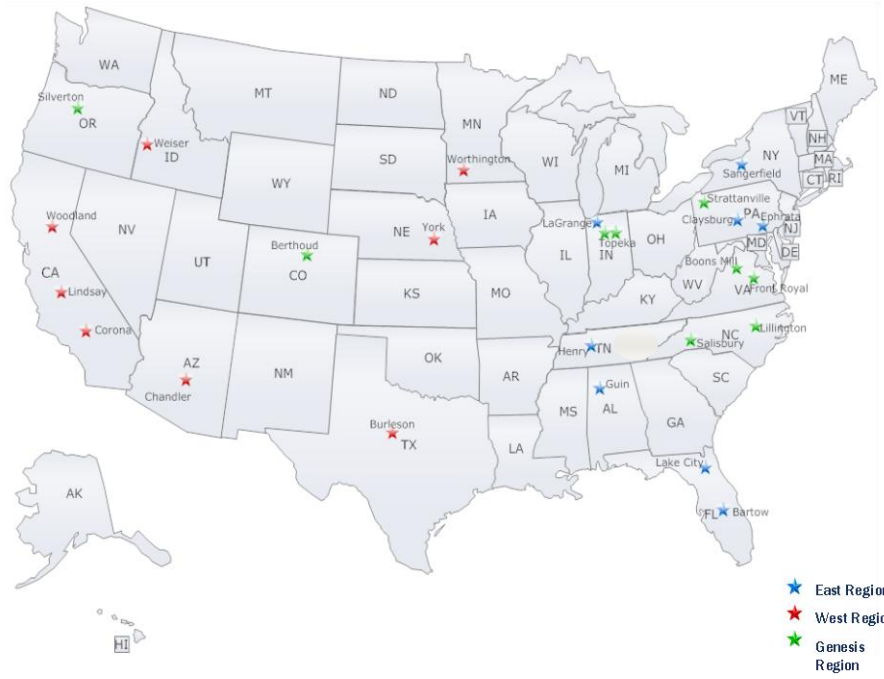 ME
WA
MT
ND
MN
VT
NH
Silverton
OR
Weiser
ID
SD
WI
MI
NY
MA
CT
RI
Worthington
Sangerfield
WY
IA
Strattanville
Woodland
NV
York
NE
LaGrange
Claysburg
PA
Ephrata
NJ
MD
DE
UT
Berthoud
CO
Topeka
IN
OH
IL
Boons Mill
WV
VA
Front Royal
CA
Lindsay
KS
MO
KY
Corona
Henry
TN
NC
Lillington
Salisbury
AZ
NM
OK
AR
SC
Chandler
Guin
MS
AL
GA
Burleson
TX
LA
Lake City
FL
Bartow
AK
HI
East Region
West Regio
Genesis
Region